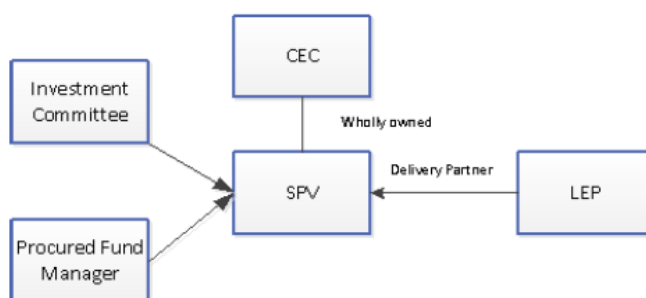 CEC
Investment
Committee
Wholly owned
Delivery Partner
SPV
LEP
Procured Fund
Manager